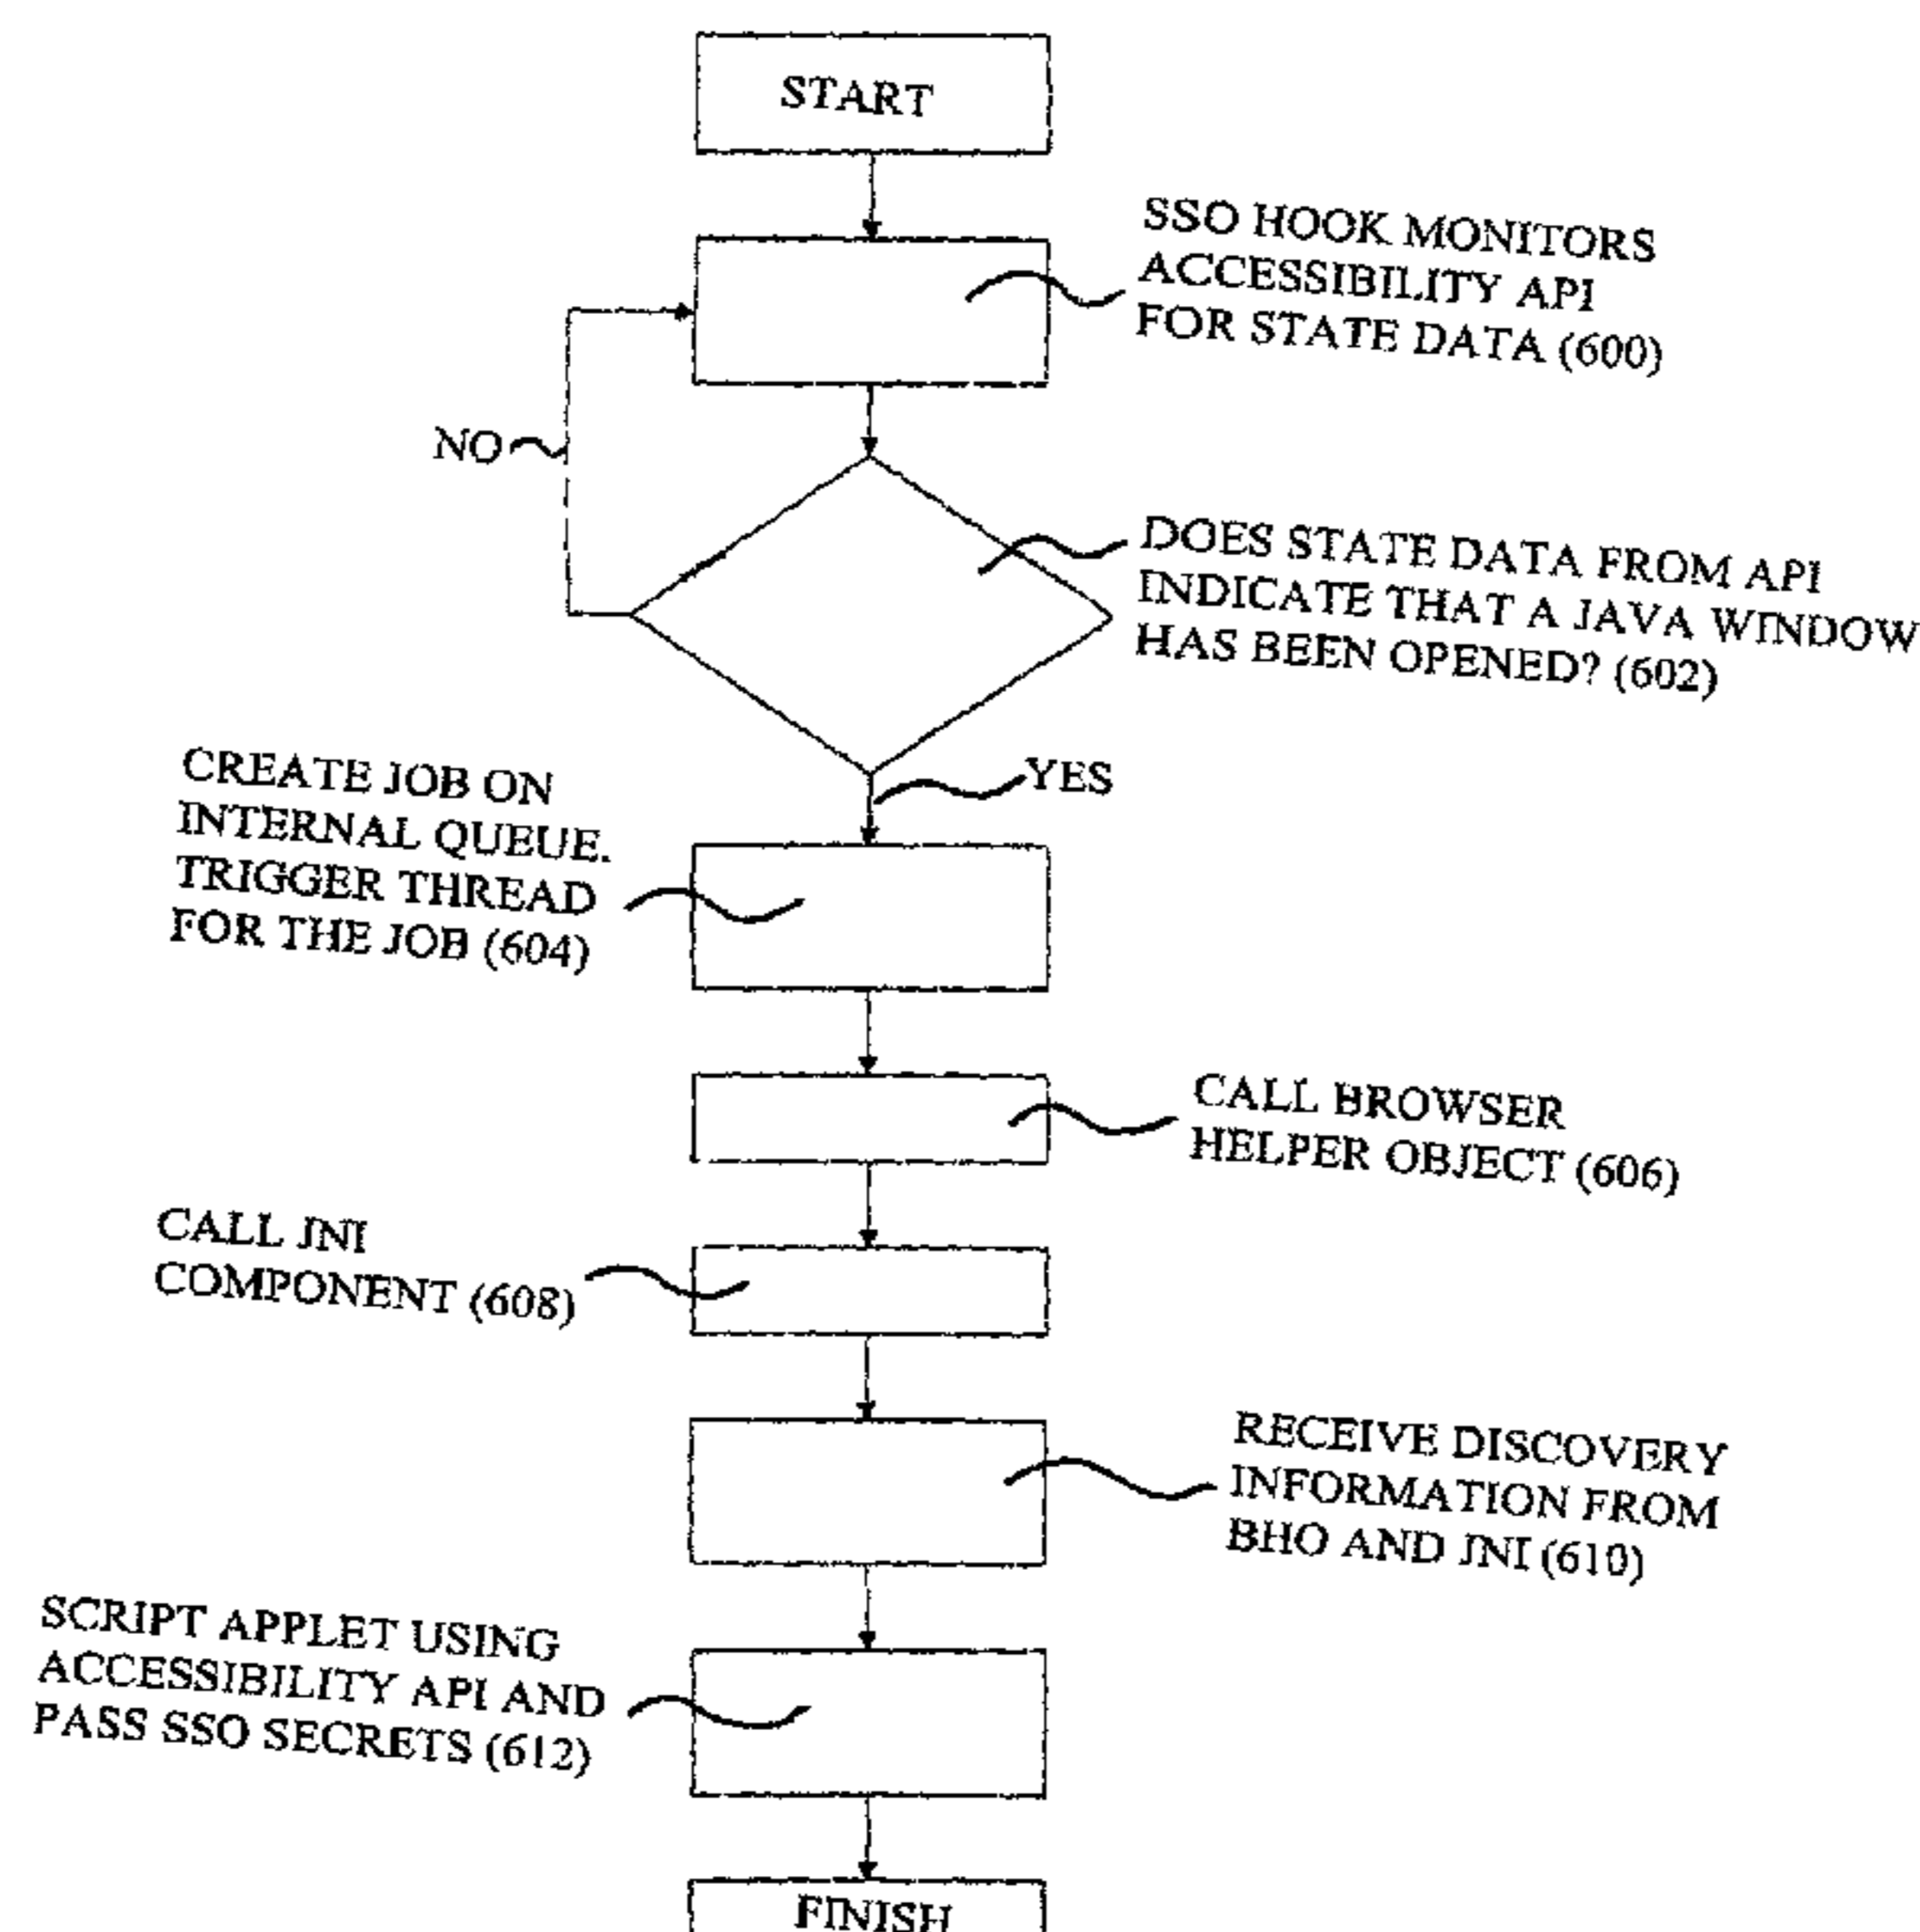 START
SSO HOOK MONITORS
ACCESSIBILITY API
FOR STATE DATA (600)
NO
DOES STATE DATA FROM API
INDICATE THAT A JAVA WINDOW
HAS BEEN OPENED? (602)
YES
CREATE JOB ON
INTERNAL QUEUE.
TRIGGER THREAD
FOR THE JOB (604)
CALL BROWSER
HELPER OBJECT (606)
CALL JNI
COMPONENT (608)
RECEIVE DISCOVERY
INFORMATION FROM
BHO AND JNI (610)
SCRIPT APPLET USING
ACCESSIBILITY API AND
PASS SSO SECRETS (612)
FINISH